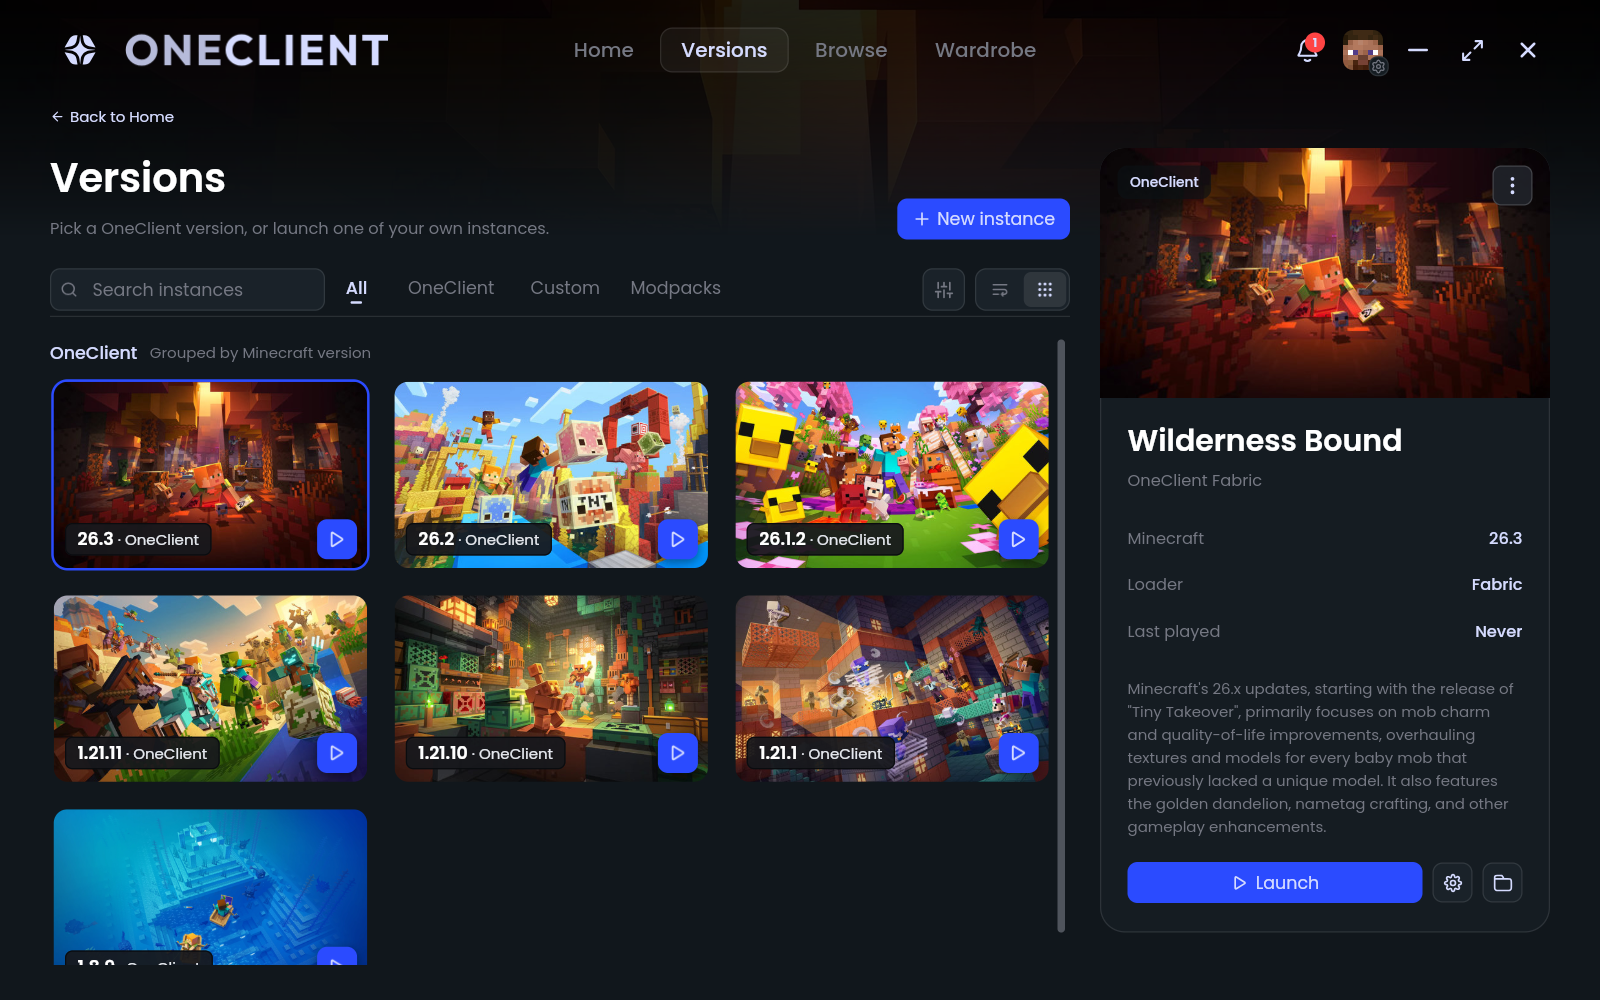 ONECLIENT
Home
Versions
Browse
Wardrobe
1
Back to Home
Versions
Pick a OneClient version, or launch one of your own instances.
New instance
Search instances
All
OneClient
Custom
Modpacks
OneClient Grouped by Minecraft version
26.3 · OneClient
26.2 · OneClient
TNT
26.1.2 · OneClient
1.21.11 · OneClient
1.21.10 · OneClient
1.21.1 · OneClient
OneClient
Wilderness Bound
OneClient Fabric
Minecraft 26.3
Loader Fabric
Last played Never
Minecraft's 26.x updates, starting with the release of
"Tiny Takeover", primarily focuses on mob charm
and quality-of-life improvements, overhauling
textures and models for every baby mob that
previously lacked a unique model. It also features
the golden dandelion, nametag crafting, and other
gameplay enhancements.
Launch